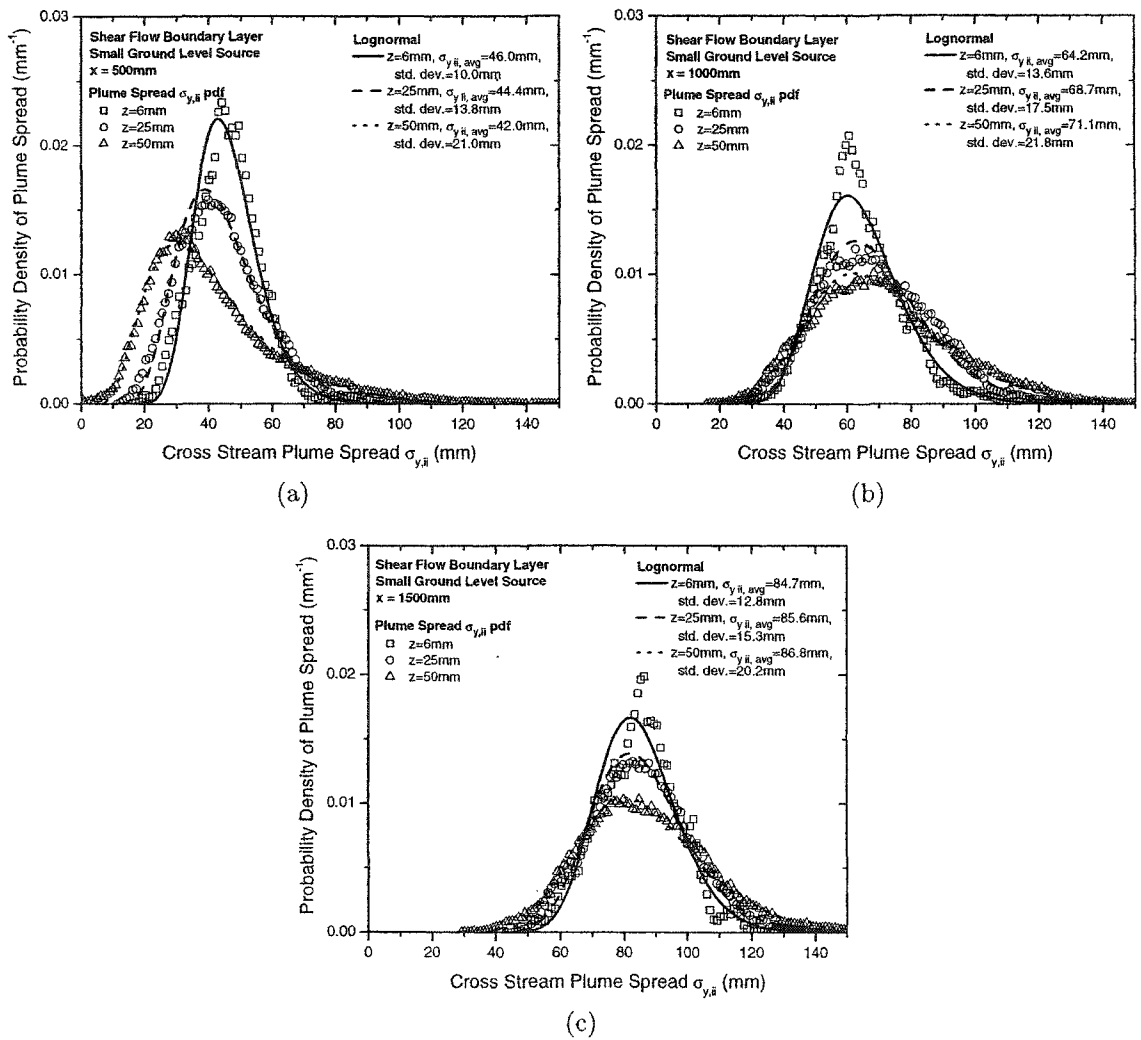 Shear Flow Boundary Layer
Small Ground Level Source
x = 500mm
Plume Spread σy,ii pdf
z=6mm
z=25mm
z=50mm
Lognormal
z=6mm, σy ii, avg=46.0mm,
std. dev.=10.0mm
z=25mm, σy ii, avg=44.4mm,
std. dev.=13.8mm
z=50mm, σy ii, avg=42.0mm,
std. dev.=21.0mm
Probability Density of Plume Spread (mm⁻¹)
0.03
0.02
0.01
0.00
0 20 40 60 80 100 120 140
Cross Stream Plume Spread σy,ii (mm)
(a)
Shear Flow Boundary Layer
Small Ground Level Source
x = 1000mm
Plume Spread σy,ii pdf
z=6mm
z=25mm
z=50mm
Lognormal
z=6mm, σy ii, avg=64.2mm,
std. dev.=13.6mm
z=25mm, σy ii, avg=68.7mm,
std. dev.=17.5mm
z=50mm, σy ii, avg=71.1mm,
std. dev.=21.8mm
Probability Density of Plume Spread (mm⁻¹)
0.03
0.02
0.01
0.00
0 20 40 60 80 100 120 140
Cross Stream Plume Spread σy,ii (mm)
(b)
Shear Flow Boundary Layer
Small Ground Level Source
x = 1500mm
Plume Spread σy,ii pdf
z=6mm
z=25mm
z=50mm
Lognormal
z=6mm, σy ii, avg=84.7mm,
std. dev.=12.8mm
z=25mm, σy ii, avg=85.6mm,
std. dev.=15.3mm
z=50mm, σy ii, avg=86.8mm,
std. dev.=20.2mm
Probability Density of Plume Spread (mm⁻¹)
0.03
0.02
0.01
0.00
0 20 40 60 80 100 120 140
Cross Stream Plume Spread σy,ii (mm)
(c)